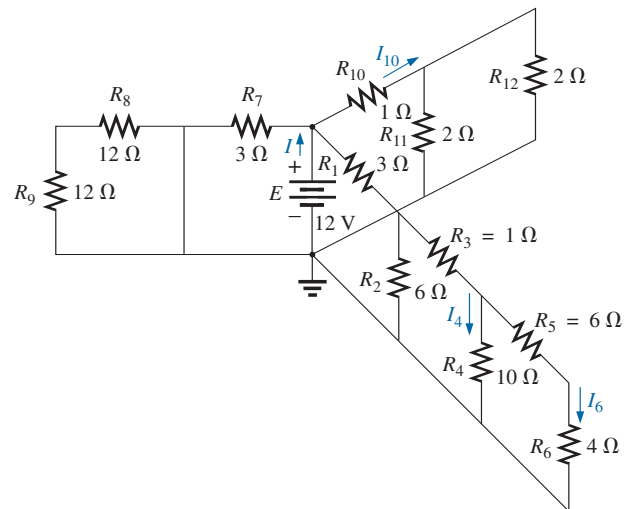 I₁₀
R₁₀
1 Ω
R₁₂
2 Ω
R₈
12 Ω
R₇
3 Ω
I
R₁₁
2 Ω
R₉
12 Ω
+
E
−
12 V
R₁
3 Ω
R₃ = 1 Ω
R₂
6 Ω
I₄
R₅ = 6 Ω
R₄
10 Ω
I₆
R₆
4 Ω